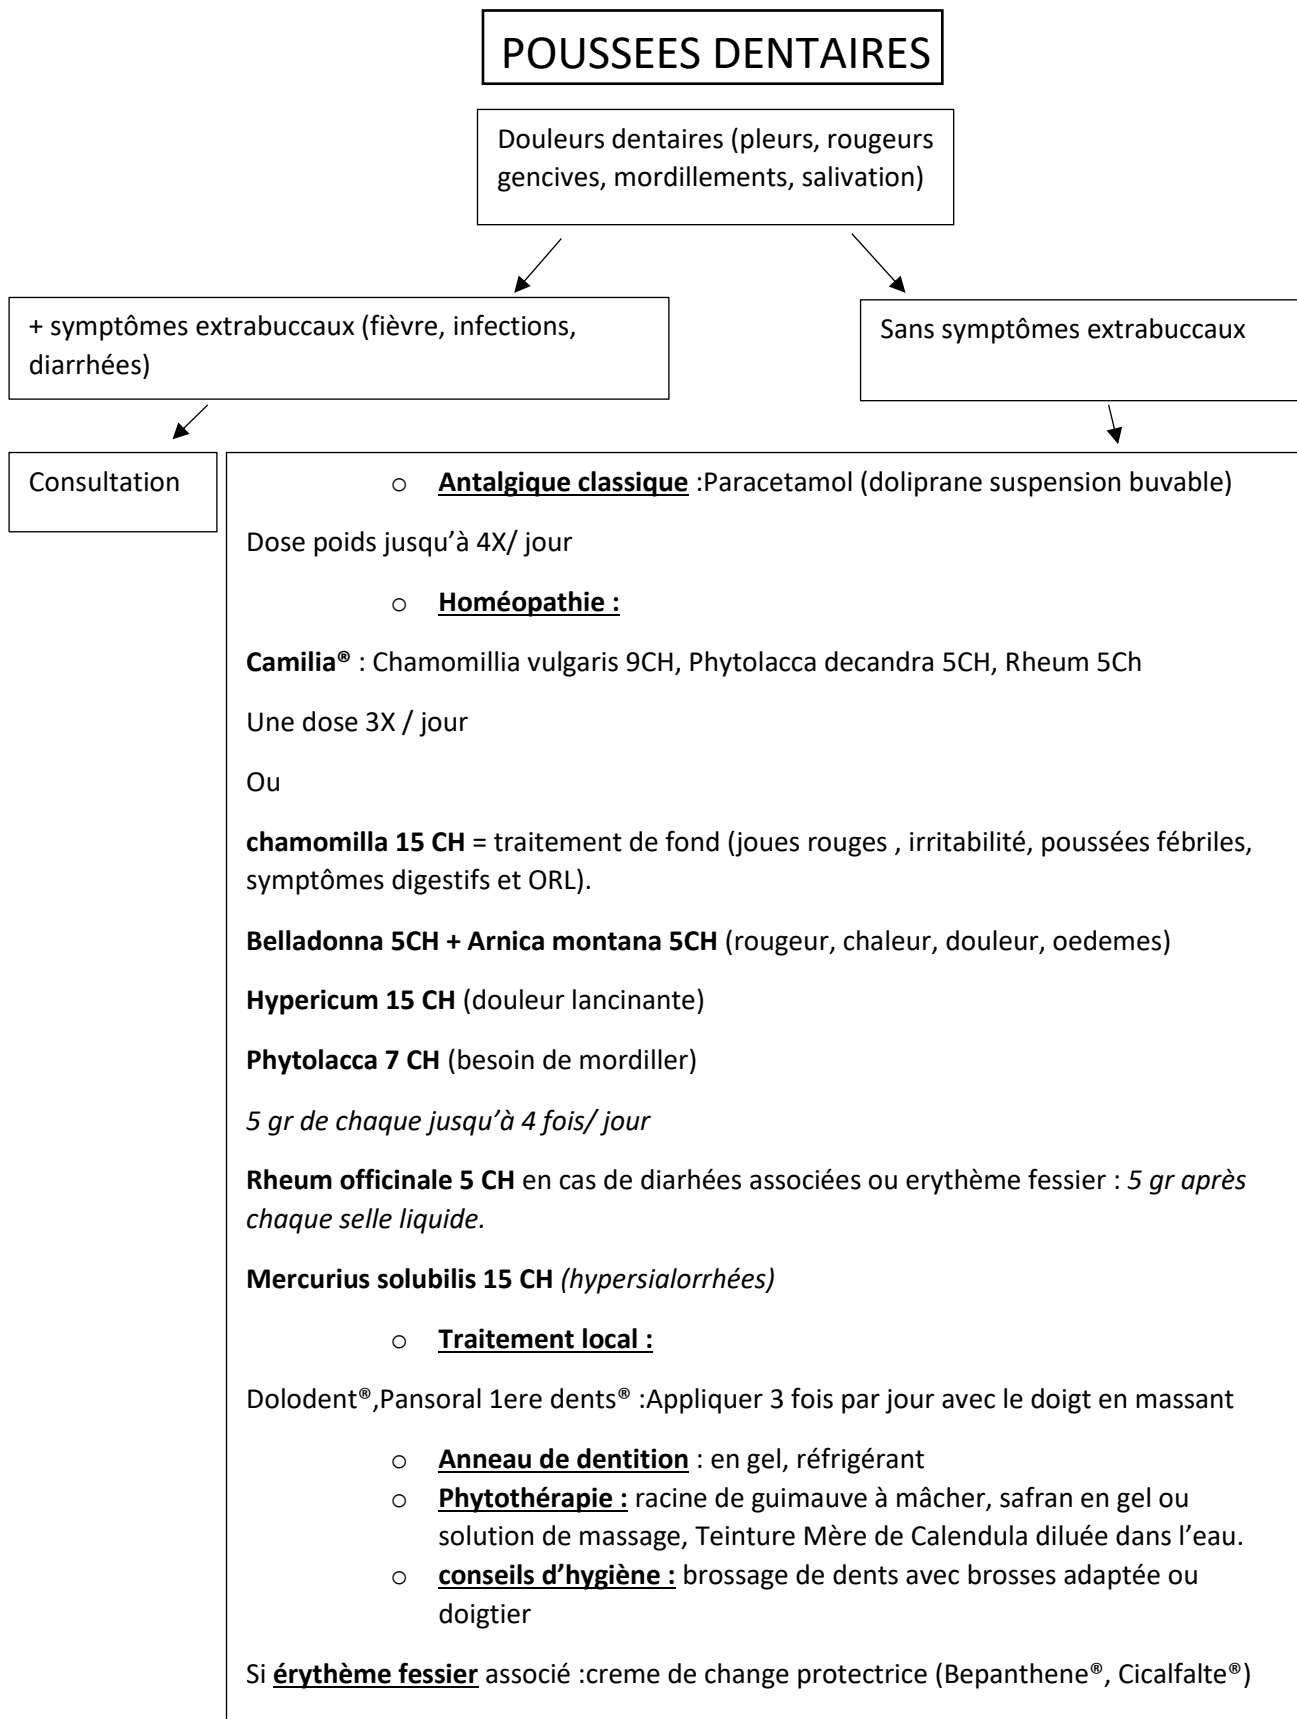 POUSSEES DENTAIRES
Douleurs dentaires (pleurs, rougeurs
gencives, mordillements, salivation)
+ symptômes extrabuccaux (fièvre, infections,
diarrhées)
Sans symptômes extrabuccaux
Consultation
o Antalgique classique :Paracetamol (doliprane suspension buvable)
Dose poids jusqu’à 4X/ jour
o Homéopathie :
Camilia® : Chamomillia vulgaris 9CH, Phytolacca decandra 5CH, Rheum 5Ch
Une dose 3X / jour
Ou
chamomilla 15 CH = traitement de fond (joues rouges , irritabilité, poussées fébriles,
symptômes digestifs et ORL).
Belladonna 5CH + Arnica montana 5CH (rougeur, chaleur, douleur, oedemes)
Hypericum 15 CH (douleur lancinante)
Phytolacca 7 CH (besoin de mordiller)
5 gr de chaque jusqu’à 4 fois/ jour
Rheum officinale 5 CH en cas de diarhées associées ou erythème fessier : 5 gr après
chaque selle liquide.
Mercurius solubilis 15 CH (hypersialorrhées)
o Traitement local :
Dolodent®,Pansoral 1ere dents® :Appliquer 3 fois par jour avec le doigt en massant
o Anneau de dentition : en gel, réfrigérant
o Phytothérapie : racine de guimauve à mâcher, safran en gel ou
solution de massage, Teinture Mère de Calendula diluée dans l’eau.
o conseils d’hygiène : brossage de dents avec brosses adaptée ou
doigtier
Si érythème fessier associé :creme de change protectrice (Bepanthene®, Cicalfalte®)